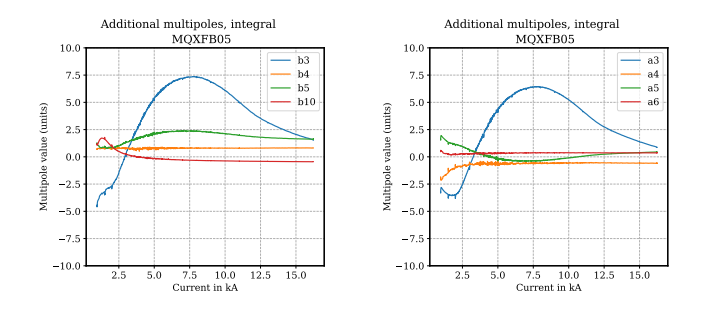 Additional multipoles, integral
MQXFB05
Multipole value (units)
10.0
7.5
5.0
2.5
0.0
−2.5
−5.0
−7.5
−10.0
b3
b4
b5
b10
2.5 5.0 7.5 10.0 12.5 15.0
Current in kA
Additional multipoles, integral
MQXFB05
Multipole value (units)
10.0
7.5
5.0
2.5
0.0
−2.5
−5.0
−7.5
−10.0
a3
a4
a5
a6
2.5 5.0 7.5 10.0 12.5 15.0
Current in kA